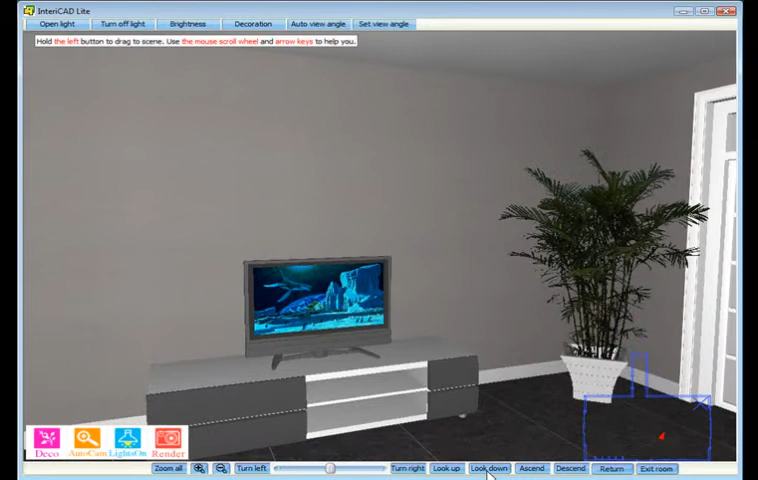 InteriCAD Lite
Open light Turn off light Brightness Decoration Auto view angle Set view angle
Hold the left button to drag to scene. Use the mouse scroll wheel and arrow keys to help you.
Deco AutoCam LightsOn Render
Zoom all Turn left Turn right Look up Look down Ascend Descend Return Exit room